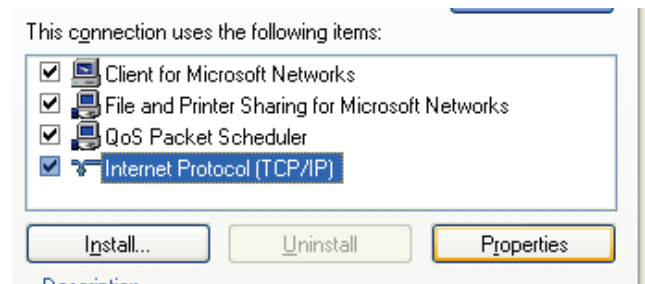 This connection uses the following items:
Client for Microsoft Networks
File and Printer Sharing for Microsoft Networks
QoS Packet Scheduler
Internet Protocol (TCP/IP)
Install... Uninstall Properties
Description